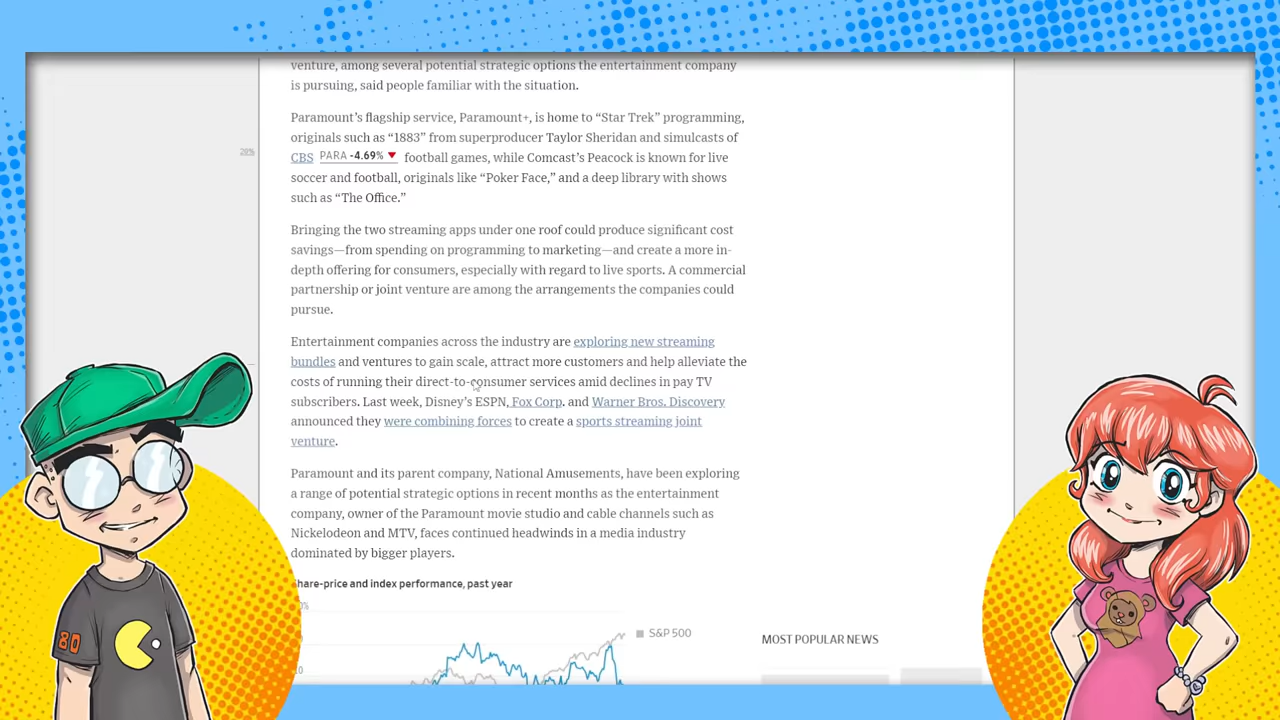 venture, among several potential strategic options the entertainment company
is pursuing, said people familiar with the situation.
Paramount’s flagship service, Paramount+, is home to “Star Trek” programming,
originals such as “1883” from superproducer Taylor Sheridan and simulcasts of
CBS PARA -4.69% ▼ football games, while Comcast’s Peacock is known for live
soccer and football, originals like “Poker Face,” and a deep library with shows
such as “The Office.”
Bringing the two streaming apps under one roof could produce significant cost
savings—from spending on programming to marketing—and create a more in-
depth offering for consumers, especially with regard to live sports. A commercial
partnership or joint venture are among the arrangements the companies could
pursue.
Entertainment companies across the industry are exploring new streaming
bundles and ventures to gain scale, attract more customers and help alleviate the
costs of running their direct-to-consumer services amid declines in pay TV
subscribers. Last week, Disney’s ESPN, Fox Corp. and Warner Bros. Discovery
announced they were combining forces to create a sports streaming joint
venture.
Paramount and its parent company, National Amusements, have been exploring
a range of potential strategic options in recent months as the entertainment
company, owner of the Paramount movie studio and cable channels such as
Nickelodeon and MTV, faces continued headwinds in a media industry
dominated by bigger players.
hare-price and index performance, past year
S&P 500
MOST POPULAR NEWS
80